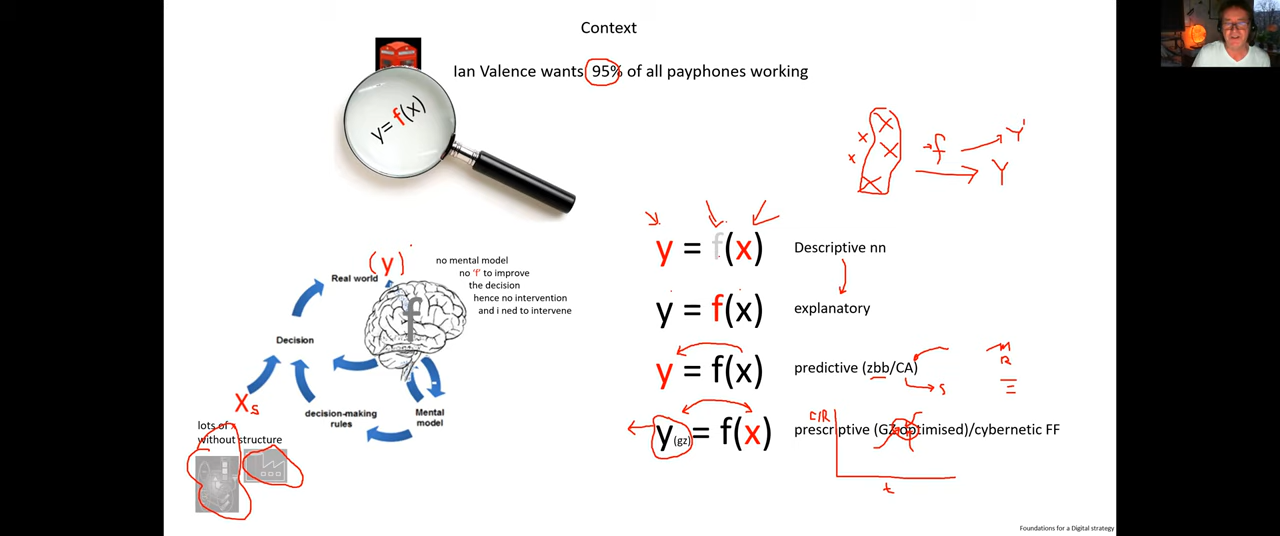 Context
Ian Valence wants 95% of all payphones working
y= f(x)
X
X
X
X
X
f
Y'
Y
y = f(x) Descriptive nn
y = f(x) explanatory
y = f(x) predictive (zbb/CA)
S
M
R
y(gz) = f(x) prescriptive (GZ optimised)/cybernetic FF
C/R
t
(y)
Real world
no mental model
no 'f' to improve
the decision
hence no intervention
and i ned to intervene
f
Decision
Xs
decision-making
rules
Mental
model
lots of x
without structure
Foundations for a Digital strategy